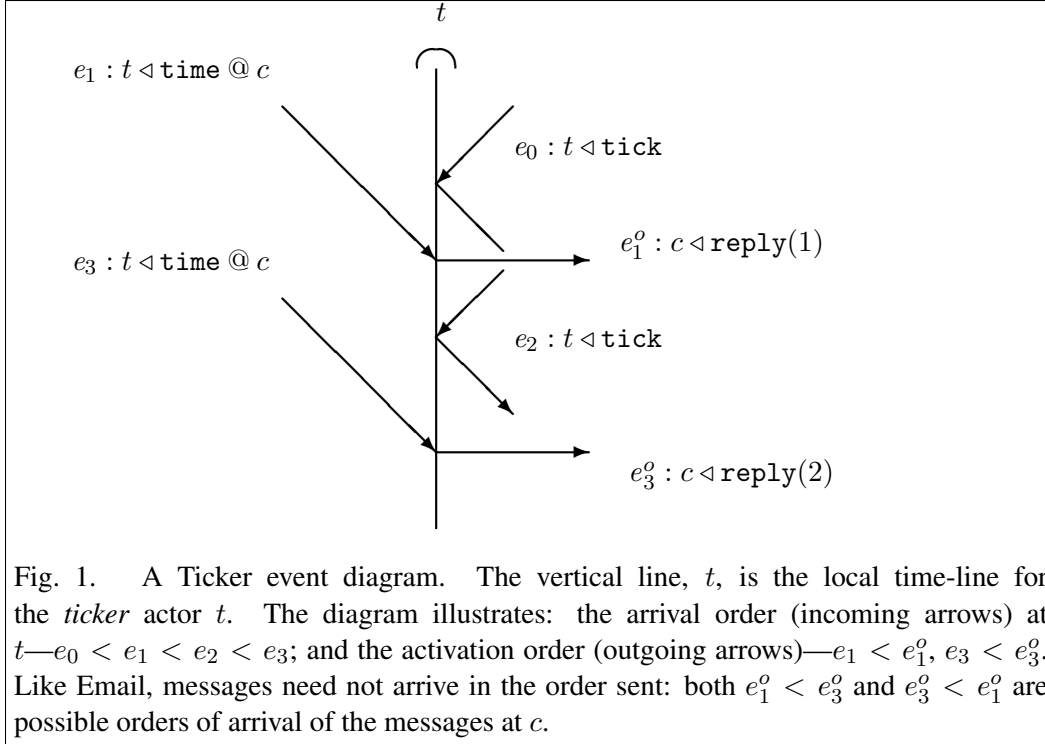 t
e₁ : t ◁ time @ c
e₀ : t ◁ tick
e₁ᵒ : c ◁ reply(1)
e₃ : t ◁ time @ c
e₂ : t ◁ tick
e₃ᵒ : c ◁ reply(2)
Fig. 1. A Ticker event diagram. The vertical line, t, is the local time-line for
the ticker actor t. The diagram illustrates: the arrival order (incoming arrows) at
t—e₀ < e₁ < e₂ < e₃; and the activation order (outgoing arrows)—e₁ < e₁ᵒ, e₃ < e₃ᵒ.
Like Email, messages need not arrive in the order sent: both e₁ᵒ < e₃ᵒ and e₃ᵒ < e₁ᵒ are
possible orders of arrival of the messages at c.